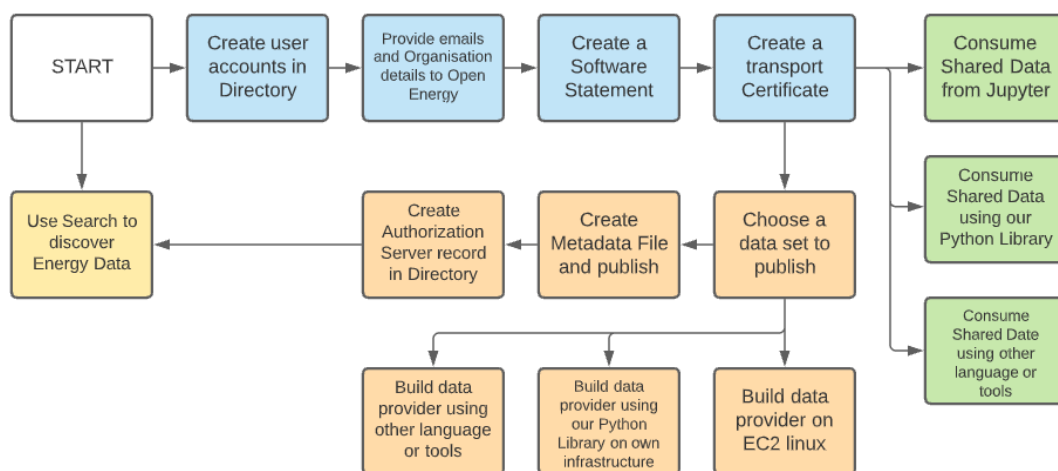 START
Create user
accounts in
Directory
Provide emails
and Organisation
details to Open
Energy
Create a
Software
Statement
Create a
transport
Certificate
Consume
Shared Data
from Jupyter
Use Search to
discover
Energy Data
Create
Authorization
Server record
in Directory
Create
Metadata File
and publish
Choose a
data set to
publish
Consume
Shared Data
using our
Python Library
Build data
provider using
other language
or tools
Build data
provider using
our Python
Library on own
infrastructure
Build data
provider on
EC2 linux
Consume
Shared Date
using other
language or
tools